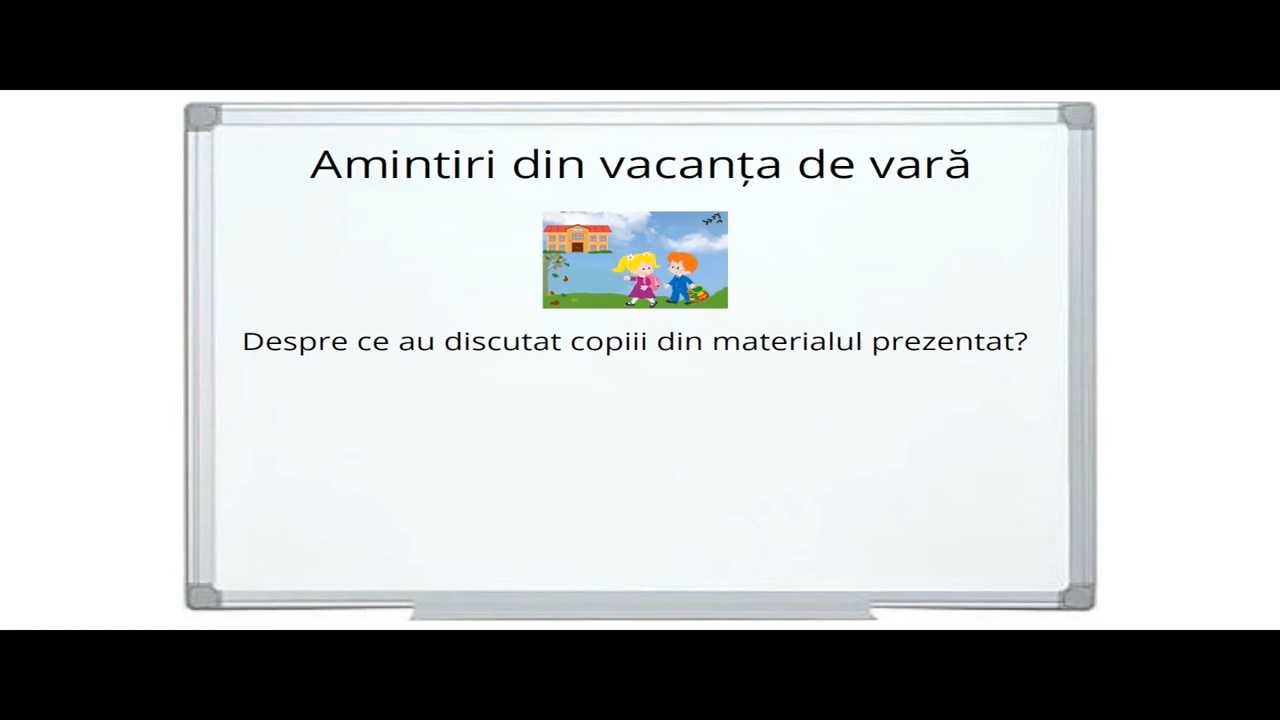 Amintiri din vacanța de vară
Despre ce au discutat copiii din materialul prezentat?